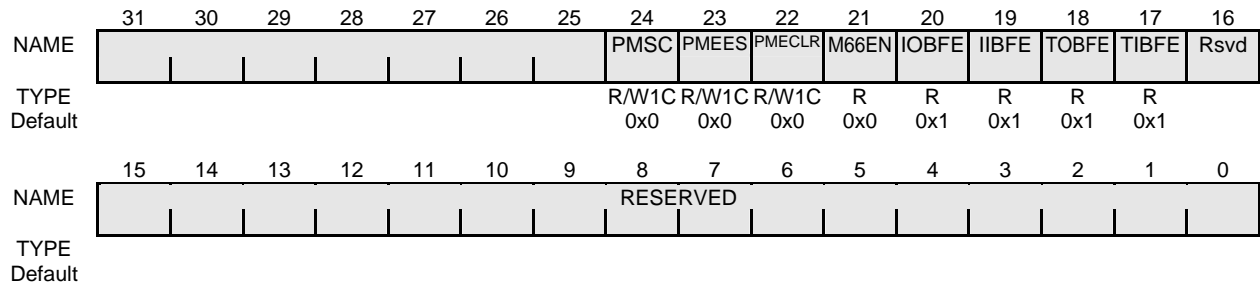 31 30 29 28 27 26 25 24 23 22 21 20 19 18 17 16
NAME PMSC PMEES PMECLR M66EN IOBFE IIBFE TOBFE TIBFE Rsvd
TYPE R/W1C R/W1C R/W1C R R R R R
Default 0x0 0x0 0x0 0x0 0x1 0x1 0x1 0x1
15 14 13 12 11 10 9 8 7 6 5 4 3 2 1 0
NAME RESERVED
TYPE
Default